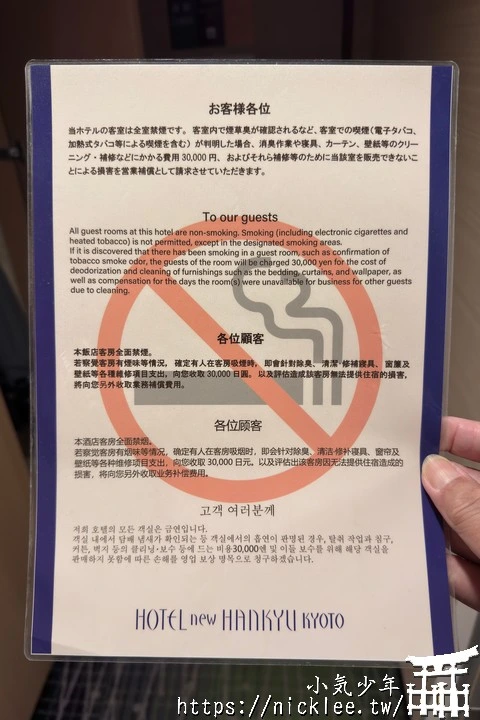 お客様各位
当ホテルの客室は全室禁煙です。 客室内で煙草臭が確認されるなど、客室での喫煙(電子タバコ、
加熱式タバコ等による喫煙を含む) が判明した場合、消臭作業や寝具、カーテン、壁紙等のクリー
ニング・補修などにかかる費用 30,000 円、 およびそれら補修等のために当該室を販売できないこ
とによる損害を営業補償として請求させていただきます。
To our guests
All guest rooms at this hotel are non-smoking. Smoking (including electronic cigarettes and
heated tobacco) is not permitted, except in the designated smoking areas.
If it is discovered that there has been smoking in a guest room, such as confirmation of
tobacco smoke odor, the guests of the room will be charged 30,000 yen for the cost of
deodorization and cleaning of furnishings such as the bedding, curtains, and wallpaper, as
well as compensation for the days the room(s) were unavailable for business for other guests
due to cleaning.
各位顧客
本飯店客房全面禁煙。
若察覺客房有煙味等情況, 確定有人在客房吸煙時, 即會針對除臭、 清潔·修補寢具、 窗簾及
壁紙等各種維修項目支出, 向您收取 30,000 日圓。 以及評估造成該客房無法提供住宿的損害,
將向您另外收取業務補償費用。
各位顾客
本酒店客房全面禁烟。
若察觉客房有烟味等情况, 确定有人在客房吸烟时, 即会针对除臭、清洁·修补寝具、窗帘及
壁纸等各种维修项目支出, 向您收取 30,000 日元。以及评估造成该客房因无法提供住宿造成的
损害, 将向您另外收取业务补偿费用。
고객 여러분께
저희 호텔의 모든 객실은 금연입니다.
객실 내에서 담배 냄새가 확인되는 등 객실에서의 흡연이 판명된 경우, 탈취 작업과 침구,
커튼, 벽지 등의 클리닝·보수 등에 드는 비용30,000엔 및 이들 보수를 위해 해당 객실을
판매하지 못함에 따른 손해를 영업 보상 명목으로 청구하겠습니다.
HOTEL new HANKYU KYOTO
小気少年
https://nicklee.tw/